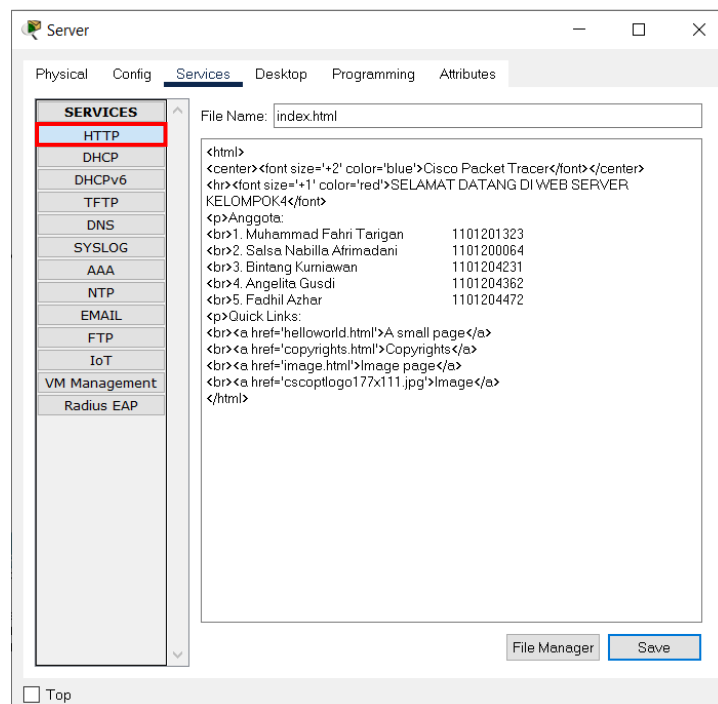 Server
Physical Config Services Desktop Programming Attributes
SERVICES
HTTP
DHCP
DHCPv6
TFTP
DNS
SYSLOG
AAA
NTP
EMAIL
FTP
IoT
VM Management
Radius EAP
File Name: index.html
<html>
<center><font size='+2' color='blue'>Cisco Packet Tracer</font></center>
<hr><font size='+1' color='red'>SELAMAT DATANG DI WEB SERVER
KELOMPOK4</font>
<p>Anggota:
<br>1. Muhammad Fahri Tarigan 1101201323
<br>2. Salsa Nabilla Afrimadani 1101200064
<br>3. Bintang Kurniawan 1101204231
<br>4. Angelita Gusdi 1101204362
<br>5. Fadhil Azhar 1101204472
<p>Quick Links:
<br><a href='helloworld.html'>A small page</a>
<br><a href='copyrights.html'>Copyrights</a>
<br><a href='image.html'>Image page</a>
<br><a href='cscoptlogo177x111.jpg'>Image</a>
</html>
File Manager Save
Top